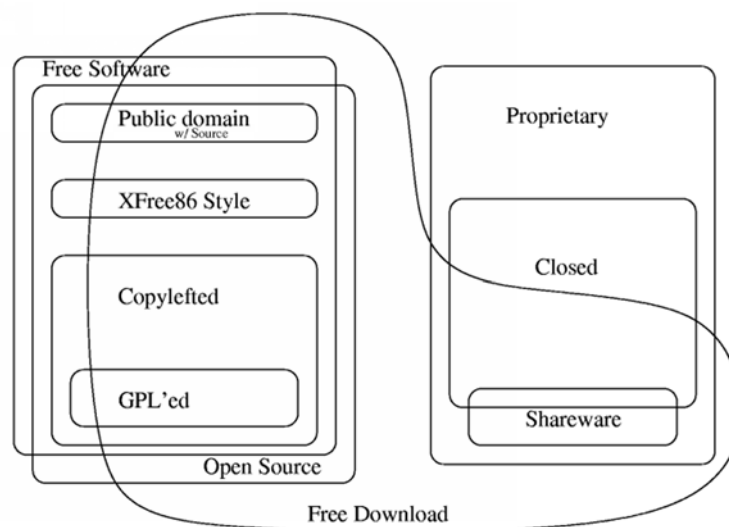 Free Software
Public domain
w/ Source
XFree86 Style
Copylefted
GPL'ed
Open Source
Proprietary
Closed
Shareware
Free Download